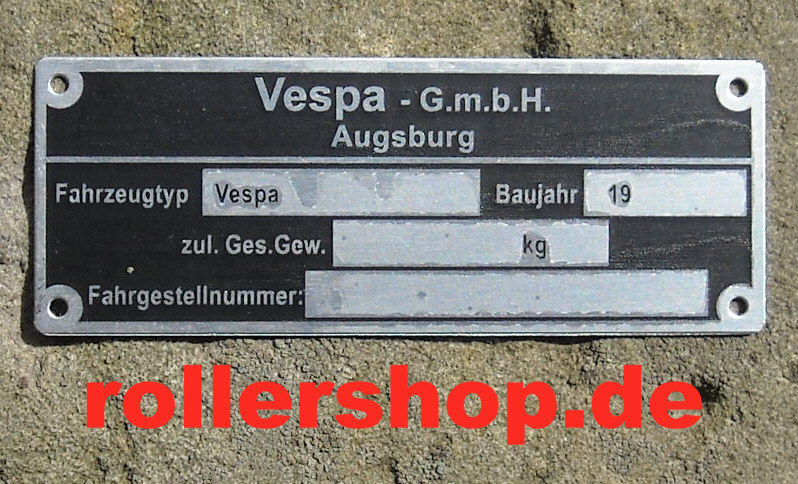 Vespa - G.m.b.H.
Augsburg
Fahrzeugtyp Vespa Baujahr 19
zul. Ges.Gew. kg
Fahrgestellnummer:
rollershop.de